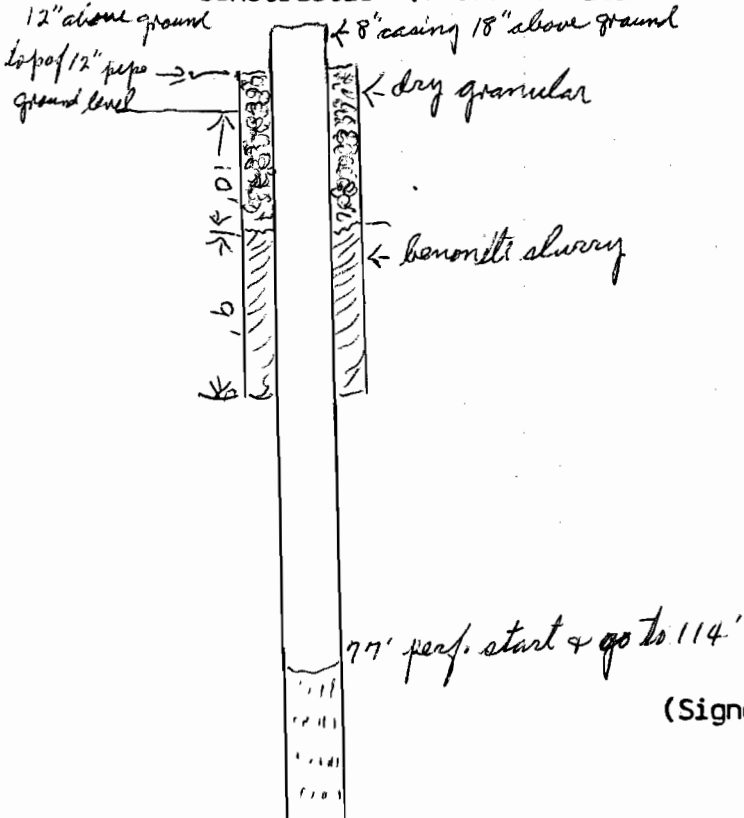 12" above ground
← 8" casing 18" above ground
top of 12" pipe
ground level
← dry granular
10'
← benonite slurry
9'
77' perf. start & go to 114'
(Signe